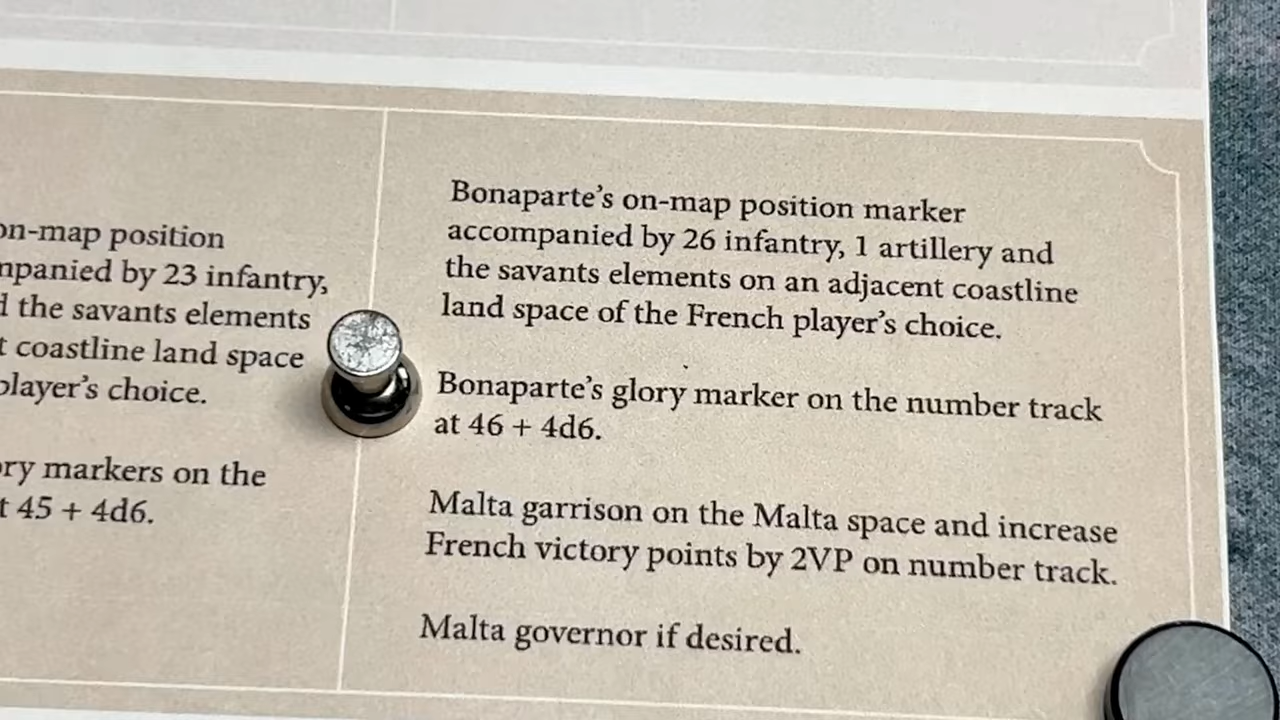 on-map position
by 23 infantry,
the savants elements
coastline land space
player's choice.
markers on the
45 + 4d6.
Bonaparte's on-map position marker
accompanied by 26 infantry, 1 artillery and
the savants elements on an adjacent coastline
land space of the French player's choice.
Bonaparte's glory marker on the number track
at 46 + 4d6.
Malta garrison on the Malta space and increase
French victory points by 2VP on number track.
Malta governor if desired.